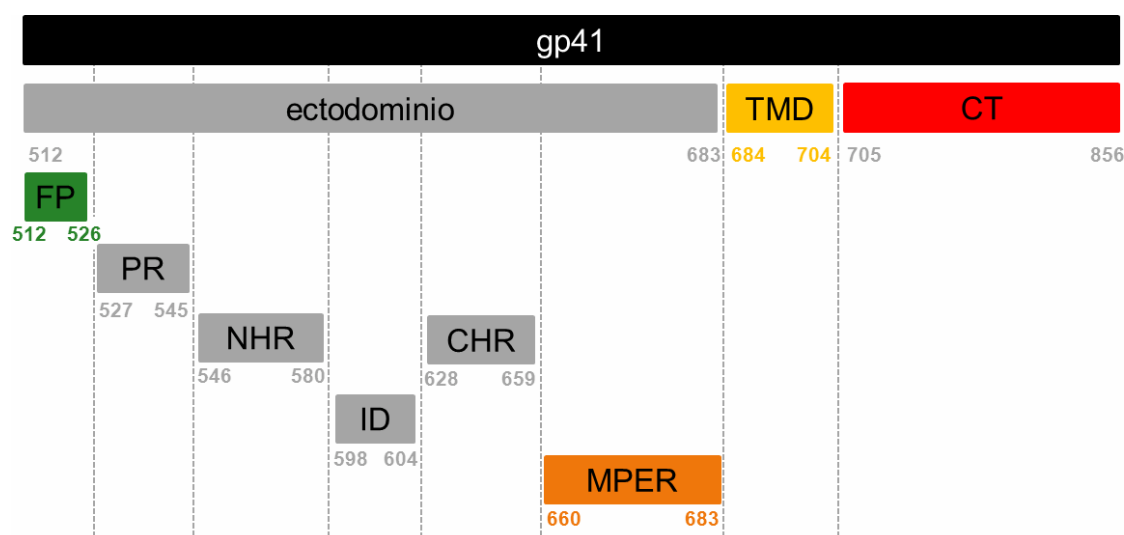 gp41
ectodominio TMD CT
512 683 684 704 705 856
FP
512 526
PR
527 545
NHR CHR
546 580 628 659
ID
598 604
MPER
660 683